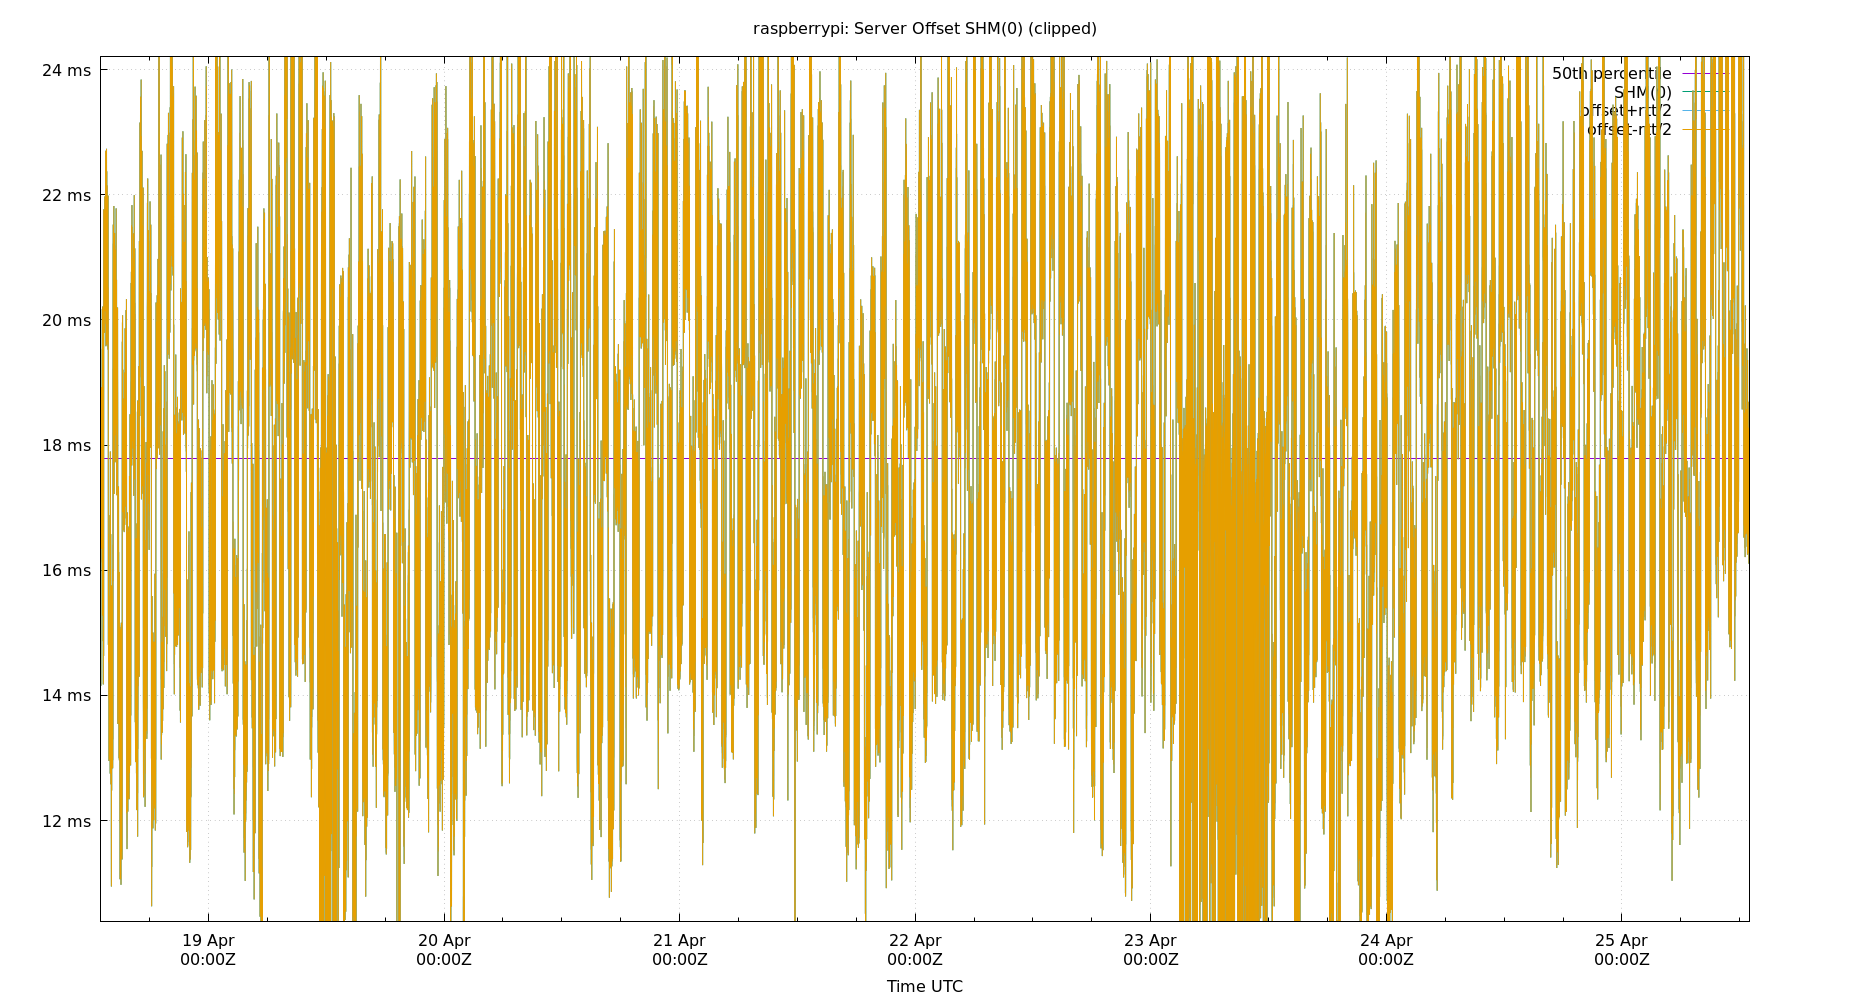 raspberrypi: Server Offset SHM(0) (clipped)
24 ms
22 ms
20 ms
18 ms
16 ms
14 ms
12 ms
50th percentile
SHM(0)
offset+rtt/2
offset-rtt/2
19 Apr 20 Apr 21 Apr 22 Apr 23 Apr 24 Apr 25 Apr
00:00Z 00:00Z 00:00Z 00:00Z 00:00Z 00:00Z 00:00Z
Time UTC